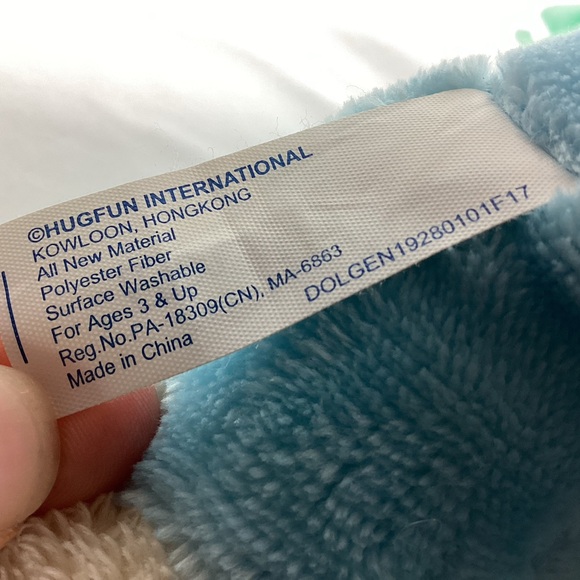 ©HUGFUN INTERNATIONAL
KOWLOON, HONGKONG
All New Material
Polyester Fiber
Surface Washable
For Ages 3 & Up
Reg.No.PA-18309(CN), MA-6863
Made in China
DOLGEN19280101F17